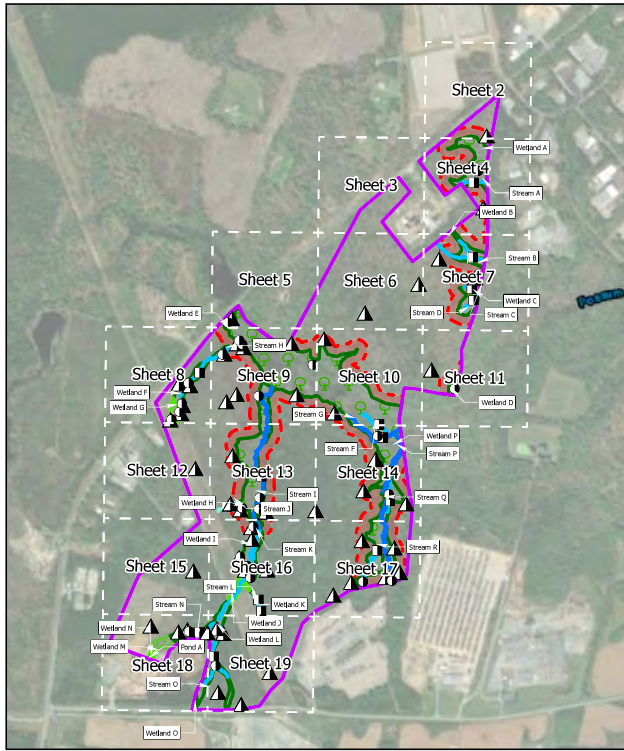 Sheet 2
Wetland A
Sheet 4
Sheet 3
Stream A
Wetland B
Sheet 5
Sheet 6
Stream B
Sheet 7
Wetland E
Stream D
Wetland C
Stream C
Stream H
Sheet 8
Sheet 9
Sheet 10
Sheet 11
Wetland F
Wetland G
Wetland D
Stream G
Wetland P
Stream F
Stream P
Sheet 12
Sheet 13
Sheet 14
Stream I
Stream Q
Wetland H
Stream J
Wetland I
Stream K
Stream R
Sheet 15
Sheet 16
Sheet 17
Stream L
Stream N
Wetland K
Wetland J
Wetland N
Wetland L
Wetland M
Pond A
Sheet 18
Sheet 19
Stream O
Wetland O